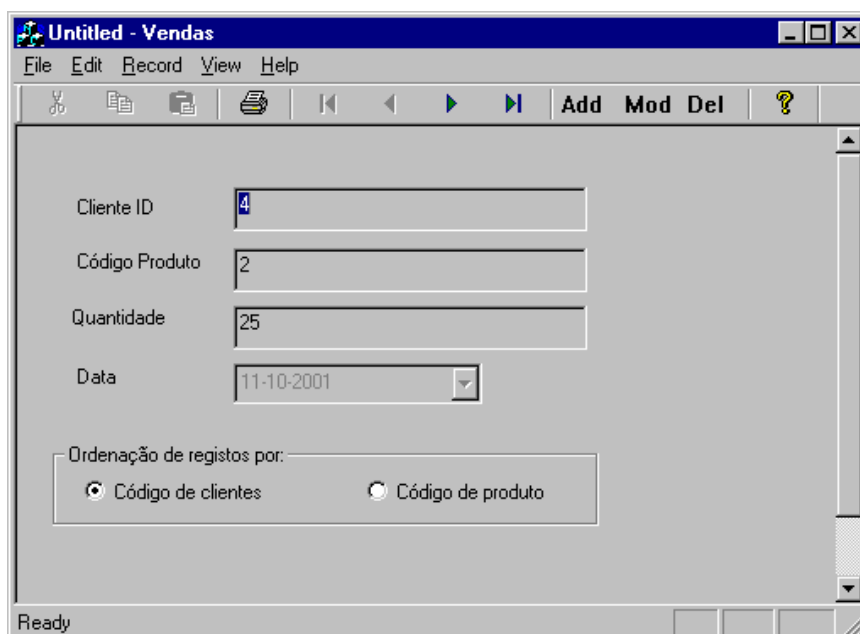 Untitled - Vendas
File Edit Record View Help
Add Mod Del
Cliente ID 4
Código Produto 2
Quantidade 25
Data 11-10-2001
Ordenação de registos por:
Código de clientes Código de produto
Ready